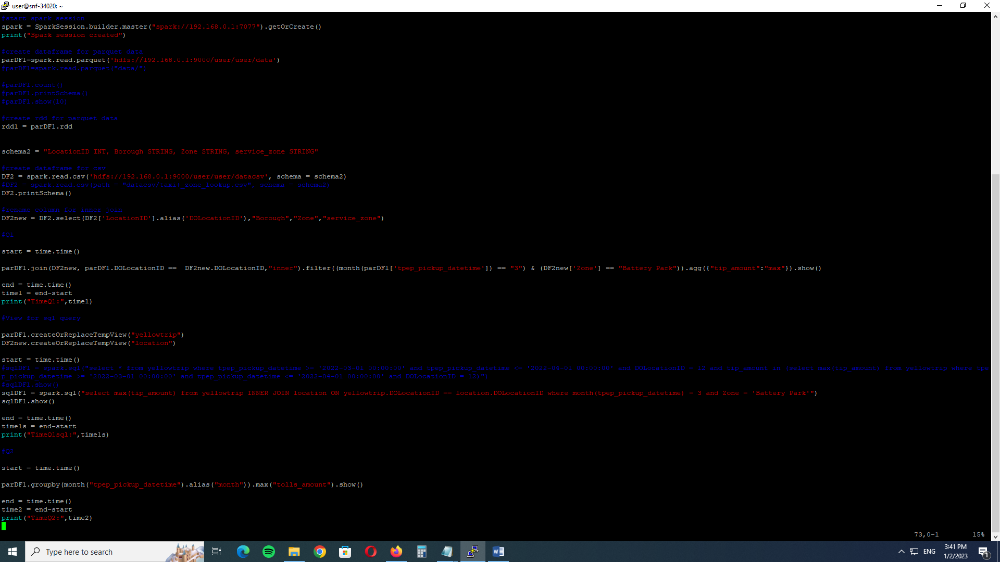 user@snf-34020: ~
#start spark session
spark = SparkSession.builder.master("spark://192.168.0.1:7077").getOrCreate()
print("Spark session created")
#create dataframe for parquet data
parDF1=spark.read.parquet('hdfs://192.168.0.1:9000/user/user/data')
#parDF1=spark.read.parquet("data/")
#parDF1.count()
#parDF1.printSchema()
#parDF1.show(10)
#create rdd for parquet data
rdd1 = parDF1.rdd
schema2 = "LocationID INT, Borough STRING, Zone STRING, service_zone STRING"
#create dataframe for csv
DF2 = spark.read.csv('hdfs://192.168.0.1:9000/user/user/datacsv', schema = schema2)
#DF2 = spark.read.csv(path = "datacsv/taxi+_zone_lookup.csv", schema = schema2)
DF2.printSchema()
#rename column for inner join
DF2new = DF2.select(DF2['LocationID'].alias('DOLocationID'),"Borough","Zone","service_zone")
#Q1
start = time.time()
parDF1.join(DF2new, parDF1.DOLocationID ==  DF2new.DOLocationID,"inner").filter((month(parDF1['tpep_pickup_datetime']) == "3") & (DF2new['Zone'] == "Battery Park")).agg({"tip_amount":"max"}).show()
end = time.time()
time1 = end-start
print("TimeQ1:",time1)
#View for sql query
parDF1.createOrReplaceTempView("yellowtrip")
DF2new.createOrReplaceTempView("location")
start = time.time()
#sqlDF1 = spark.sql("select * from yellowtrip where tpep_pickup_datetime >= '2022-03-01 00:00:00' and tpep_pickup_datetime <= '2022-04-01 00:00:00' and DOLocationID = 12 and tip_amount in (select max(tip_amount) from yellowtrip where tpe
p_pickup_datetime >= '2022-03-01 00:00:00' and tpep_pickup_datetime <= '2022-04-01 00:00:00' and DOLocationID = 12)")
#sqlDF1.show()
sqlDF1 = spark.sql("select max(tip_amount) from yellowtrip INNER JOIN location ON yellowtrip.DOLocationID == location.DOLocationID where month(tpep_pickup_datetime) = 3 and Zone = 'Battery Park'")
sqlDF1.show()
end = time.time()
time1s = end-start
print("TimeQ1sql:",time1s)
#Q2
start = time.time()
parDF1.groupby(month("tpep_pickup_datetime").alias("month")).max("tolls_amount").show()
end = time.time()
time2 = end-start
print("TimeQ2:",time2)
73,0-1 15%
Type here to search
ENG
3:41 PM
1/2/2023
1